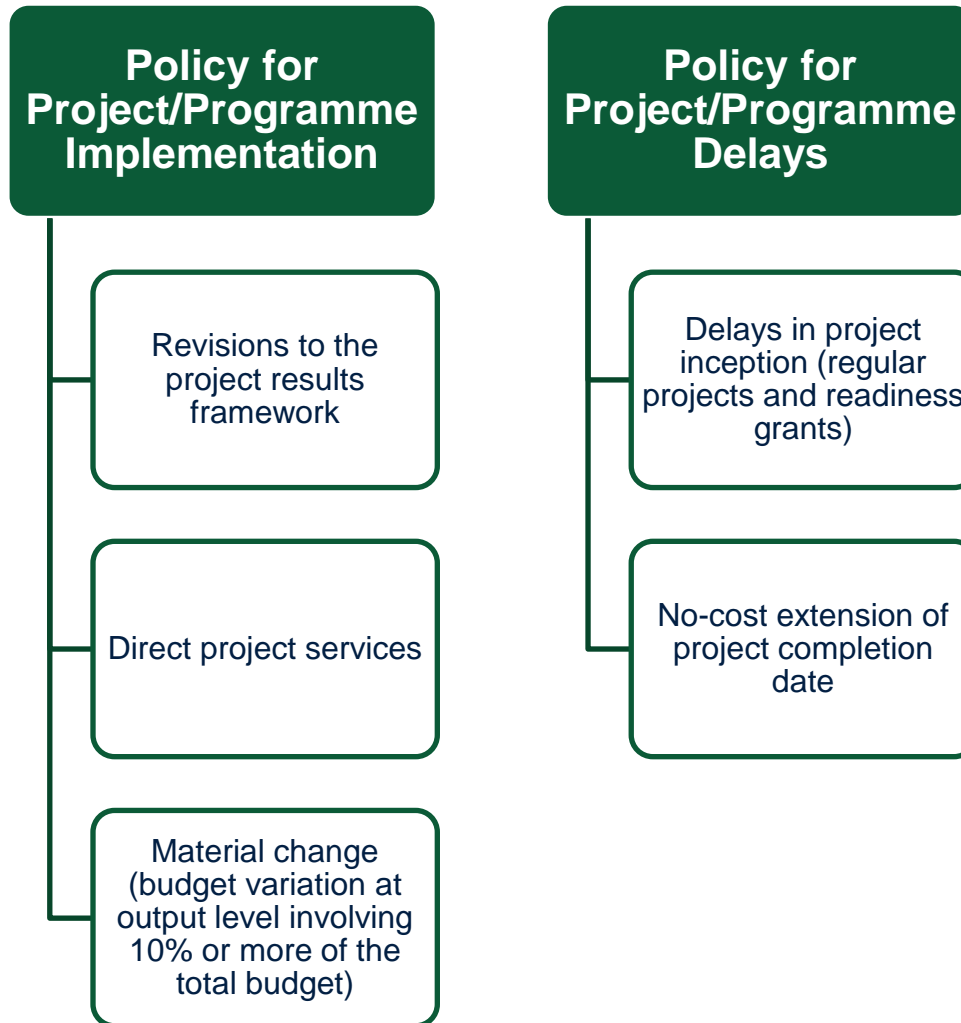 Policy for
Project/Programme
Implementation
Revisions to the
project results
framework
Direct project services
Material change
(budget variation at
output level involving
10% or more of the
total budget)
Policy for
Project/Programme
Delays
Delays in project
inception (regular
projects and readiness
grants)
No-cost extension of
project completion
date